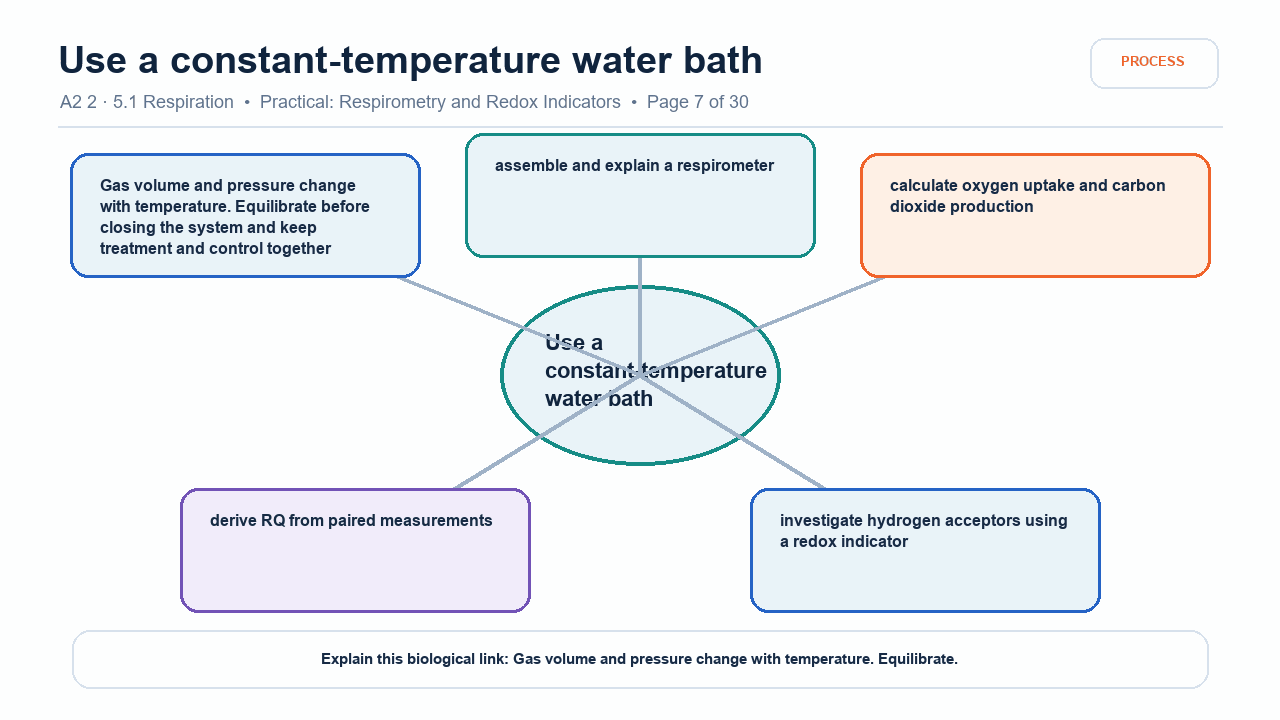 Use a constant-temperature water bath
PROCESS
A2 2 · 5.1 Respiration • Practical: Respirometry and Redox Indicators • Page 7 of 30
Gas volume and pressure change
with temperature. Equilibrate before
closing the system and keep
treatment and control together
assemble and explain a respirometer
calculate oxygen uptake and carbon
dioxide production
Use a
constant-temperature
water bath
derive RQ from paired measurements
investigate hydrogen acceptors using
a redox indicator
Explain this biological link: Gas volume and pressure change with temperature. Equilibrate.